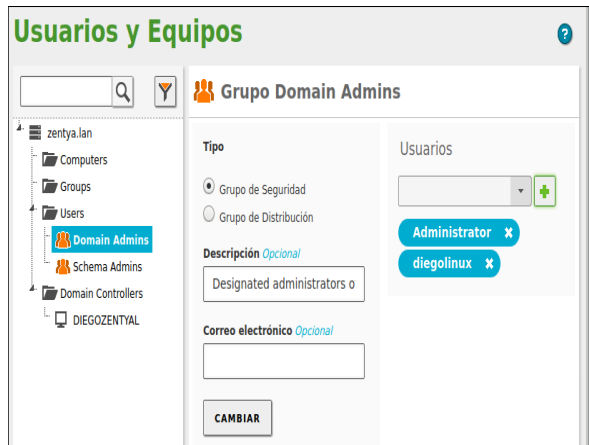 Usuarios y Equipos
?
zentya.lan
Computers
Groups
Users
Domain Admins
Schema Admins
Domain Controllers
DIEGOZENTYAL
Grupo Domain Admins
Tipo
Grupo de Seguridad
Grupo de Distribución
Descripción Opcional
Designated administrators o
Correo electrónico Opcional
CAMBIAR
Usuarios
+
Administrator ×
diegolinux ×